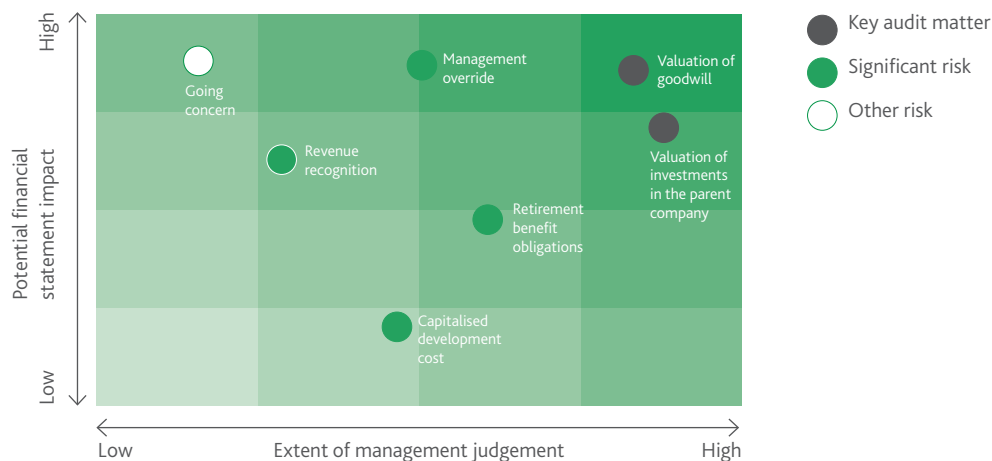 High
Potential financial
statement impact
Low
Going
concern
Management
override
Valuation of
goodwill
Revenue
recognition
Valuation of
investments
in the parent
company
Retirement
benefit
obligations
Capitalised
development
cost
Low
Extent of management judgement
High
Key audit matter
Significant risk
Other risk